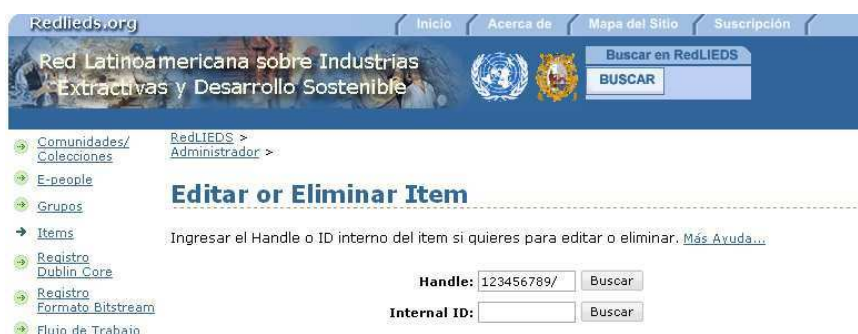 Redlieds.org
Inicio
Acerca de
Mapa del Sitio
Suscripción
Red Latinoamericana sobre Industrias
Extractivas y Desarrollo Sostenible
Buscar en RedLIEDS
BUSCAR
Comunidades/
Colecciones
E-people
Grupos
Items
Registro
Dublin Core
Registro
Formato Bitstream
Flujo de Trabajo
RedLIEDS >
Administrador >
Editar or Eliminar Item
Ingresar el Handle o ID interno del item si quieres para editar o eliminar. Más Ayuda...
Handle: 123456789/ Buscar
Internal ID: Buscar